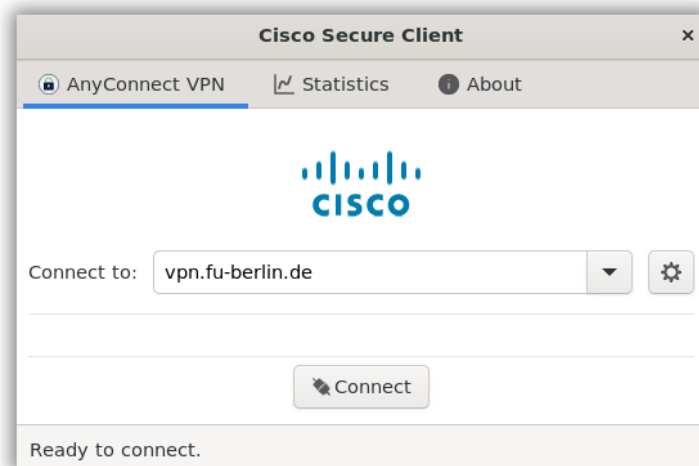 Cisco Secure Client
AnyConnect VPN Statistics About
CISCO
Connect to: vpn.fu-berlin.de
Connect
Ready to connect.